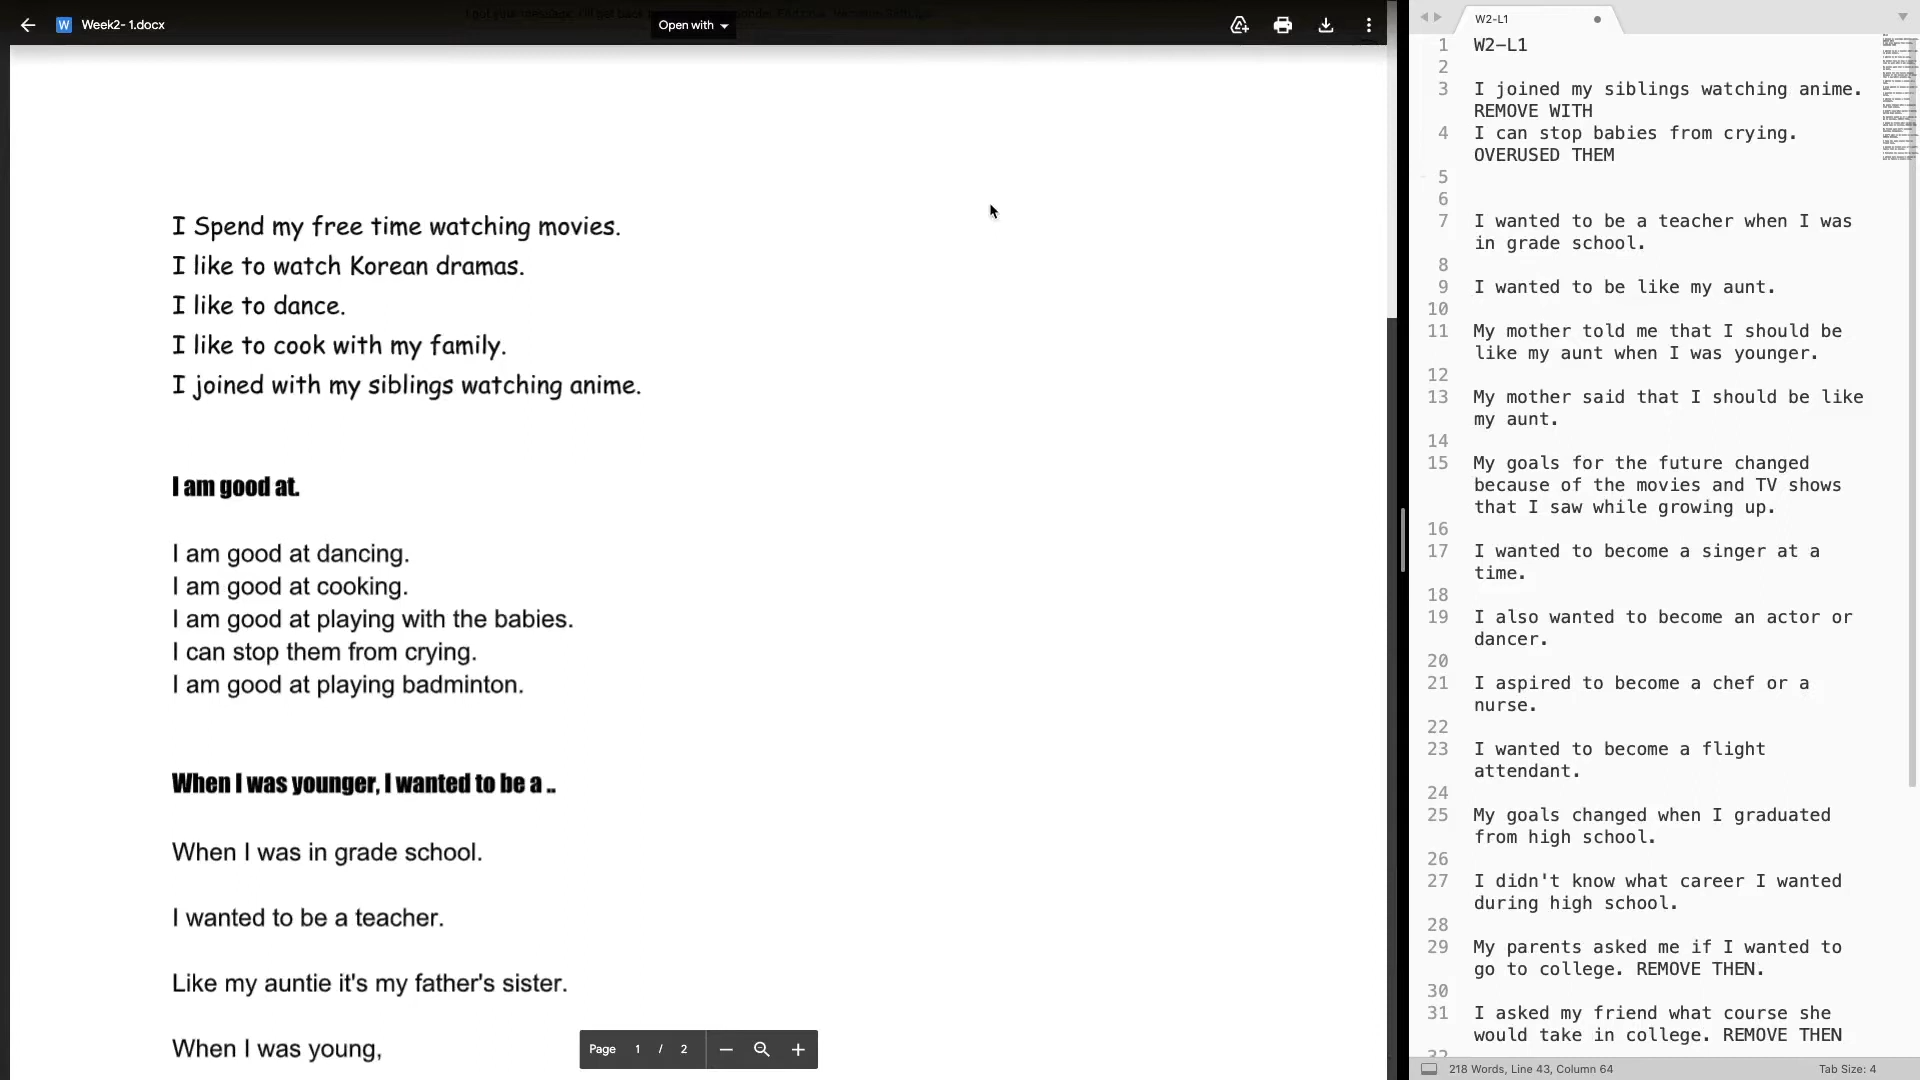 Week2- 1.docx
Open with
I Spend my free time watching movies.
I like to watch Korean dramas.
I like to dance.
I like to cook with my family.
I joined with my siblings watching anime.
I am good at.
I am good at dancing.
I am good at cooking.
I am good at playing with the babies.
I can stop them from crying.
I am good at playing badminton.
When I was younger, I wanted to be a ..
When I was in grade school.
I wanted to be a teacher.
Like my auntie it's my father's sister.
When I was young,
Page 1 / 2
W2-L1
1 W2-L1
2
3 I joined my siblings watching anime.
REMOVE WITH
4 I can stop babies from crying.
OVERUSED THEM
5
6
7 I wanted to be a teacher when I was
in grade school.
8
9 I wanted to be like my aunt.
10
11 My mother told me that I should be
like my aunt when I was younger.
12
13 My mother said that I should be like
my aunt.
14
15 My goals for the future changed
because of the movies and TV shows
that I saw while growing up.
16
17 I wanted to become a singer at a
time.
18
19 I also wanted to become an actor or
dancer.
20
21 I aspired to become a chef or a
nurse.
22
23 I wanted to become a flight
attendant.
24
25 My goals changed when I graduated
from high school.
26
27 I didn't know what career I wanted
during high school.
28
29 My parents asked me if I wanted to
go to college. REMOVE THEN.
30
31 I asked my friend what course she
would take in college. REMOVE THEN
32
218 Words, Line 43, Column 64
Tab Size: 4